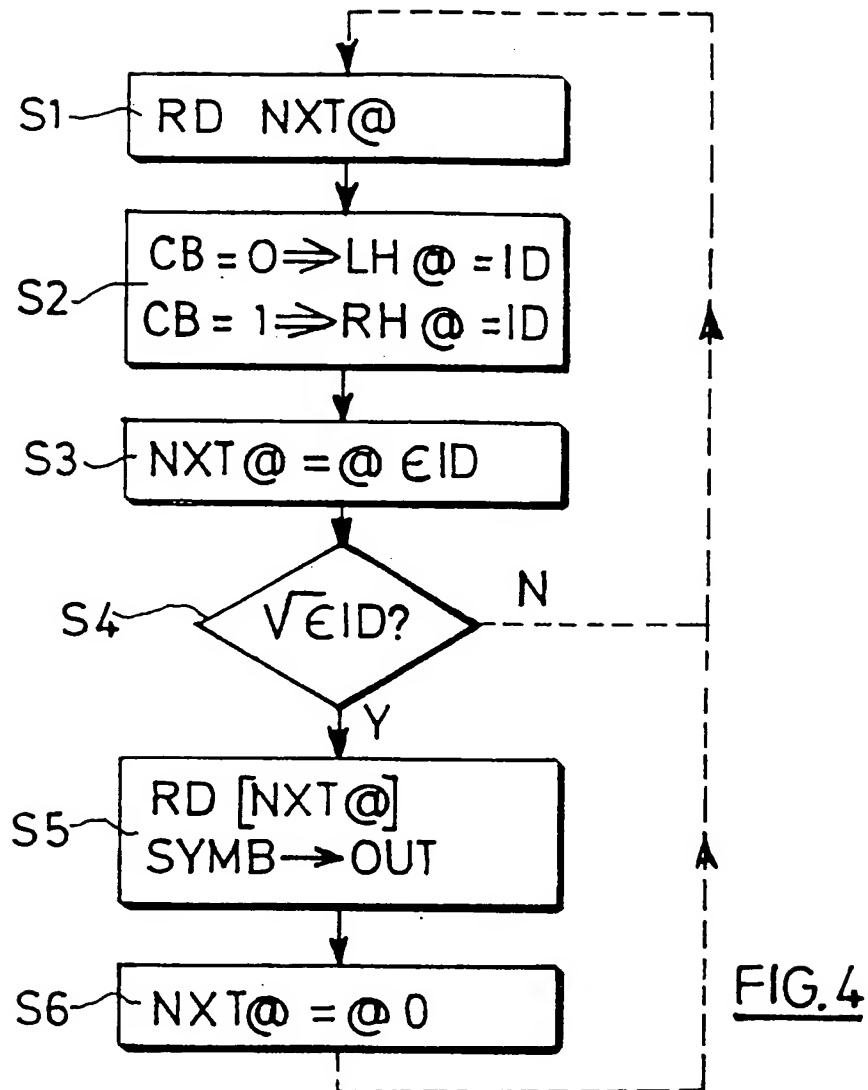 S1
RD NXT@
S2
CB = 0 ⇒ LH @ = ID
CB = 1 ⇒ RH @ = ID
S3
NXT@ = @ ϵ ID
S4
√ ϵ ID?
N
Y
S5
RD [NXT@]
SYMB → OUT
S6
NXT@ = @ 0
FIG. 4